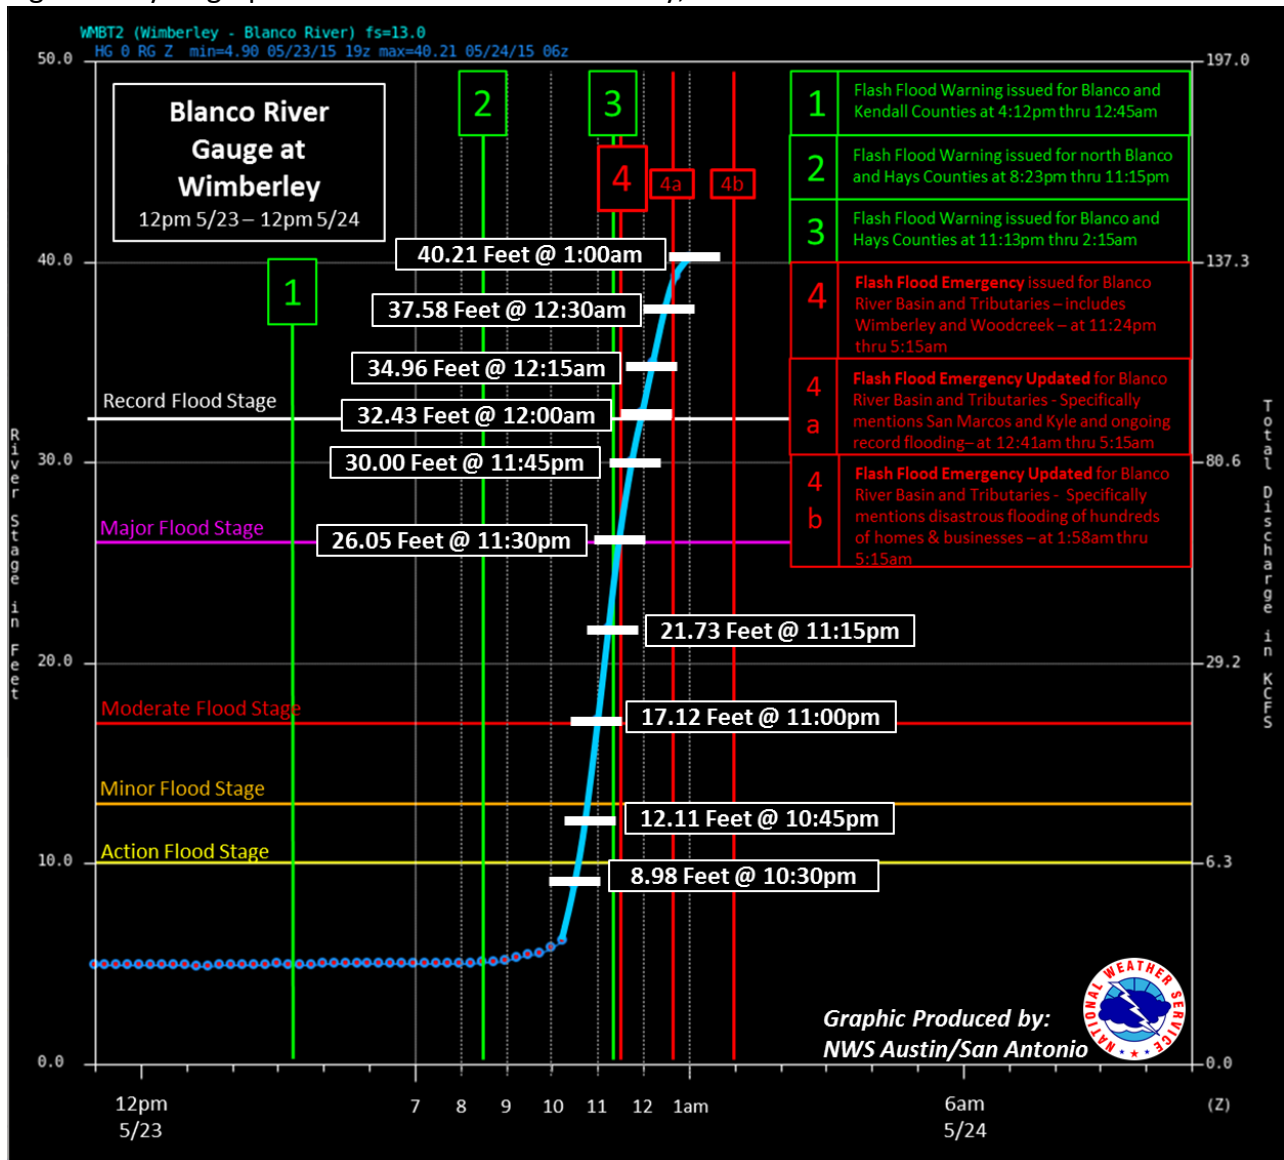 WMBT2 (Wimberley - Blanco River) fs=13.0
HG 0 RG Z min=4.90 05/23/15 19z max=40.21 05/24/15 06z
50.0
197.0
Blanco River
Gauge at
Wimberley
12pm 5/23 – 12pm 5/24
1
2
3
4
4a
4b
1
Flash Flood Warning issued for Blanco and
Kendall Counties at 4:12pm thru 12:45am
2
Flash Flood Warning issued for north Blanco
and Hays Counties at 8:23pm thru 11:15pm
3
Flash Flood Warning issued for Blanco and
Hays Counties at 11:13pm thru 2:15am
4
Flash Flood Emergency issued for Blanco
River Basin and Tributaries – includes
Wimberley and Woodcreek – at 11:24pm
thru 5:15am
4
a
Flash Flood Emergency Updated for Blanco
River Basin and Tributaries - Specifically
mentions San Marcos and Kyle and ongoing
record flooding– at 12:41am thru 5:15am
4
b
Flash Flood Emergency Updated for Blanco
River Basin and Tributaries - Specifically
mentions disastrous flooding of hundreds
of homes & businesses – at 1:58am thru
5:15am
40.21 Feet @ 1:00am
40.0
137.3
37.58 Feet @ 12:30am
34.96 Feet @ 12:15am
Record Flood Stage
32.43 Feet @ 12:00am
30.00 Feet @ 11:45pm
30.0
80.6
Major Flood Stage
26.05 Feet @ 11:30pm
21.73 Feet @ 11:15pm
20.0
29.2
Moderate Flood Stage
17.12 Feet @ 11:00pm
Minor Flood Stage
12.11 Feet @ 10:45pm
Action Flood Stage
10.0
6.3
8.98 Feet @ 10:30pm
River Stage in Feet
Total Discharge in KCFS
Graphic Produced by:
NWS Austin/San Antonio
NATIONAL WEATHER SERVICE
0.0
0.0
12pm
5/23
7
8
9
10
11
12
1am
6am
5/24
(Z)